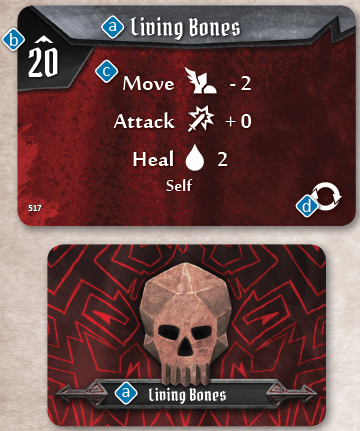 a Living Bones
b
20
c
Move - 2
Attack + 0
Heal 2
Self
517
d
a Living Bones